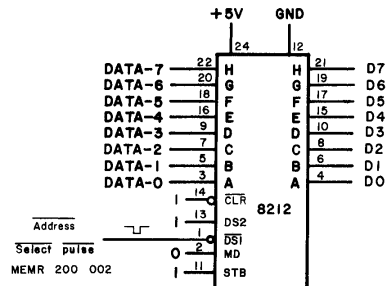 +5V GND
24 12
DATA-7 22 H H 21 D7
DATA-6 20 G G 19 D6
DATA-5 18 F F 17 D5
DATA-4 16 E E 15 D4
DATA-3 9 D D 10 D3
DATA-2 7 C C 8 D2
DATA-1 5 B B 6 D1
DATA-0 3 A A 4 D0
1 14 CLR
8212
1 13 DS2
Address
1 DS1
Select pulse
0 2 MD
MEMR 200 002
1 11 STB